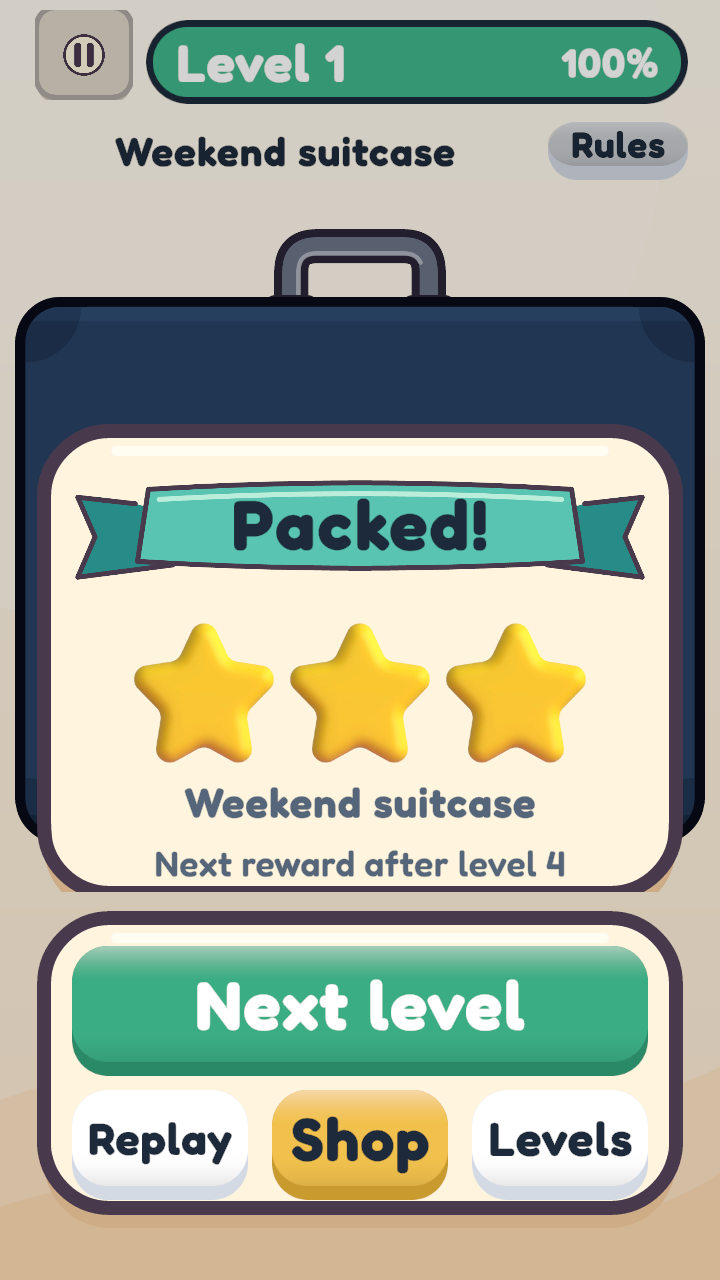 Level 1 100%
Weekend suitcase Rules
Packed!
Weekend suitcase
Next reward after level 4
Next level
Replay Shop Levels